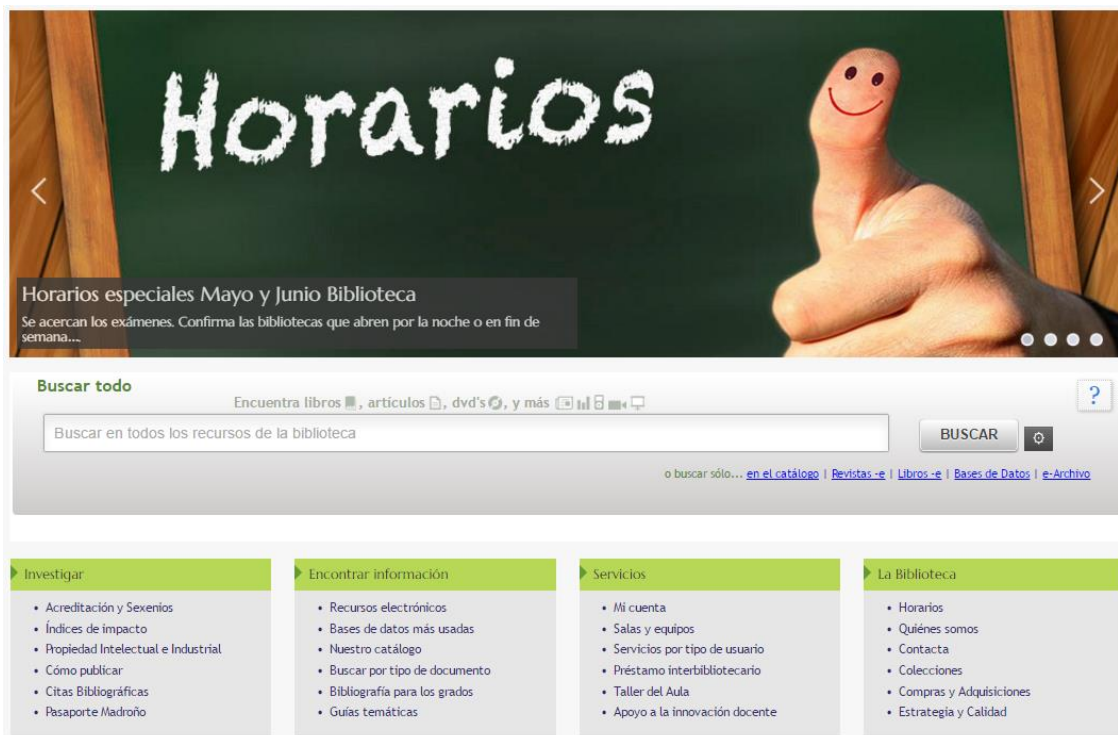 Horarios
Horarios especiales Mayo y Junio Biblioteca
Se acercan los exámenes. Confirma las bibliotecas que abren por la noche o en fin de
semana...
Buscar todo
Encuentra libros , artículos , dvd's , y más
?
Buscar en todos los recursos de la biblioteca
BUSCAR
o buscar sólo... en el catálogo | Revistas -e | Libros -e | Bases de Datos | e-Archivo
Investigar
• Acreditación y Sexenios
• Índices de impacto
• Propiedad Intelectual e Industrial
• Cómo publicar
• Citas Bibliográficas
• Pasaporte Madroño
Encontrar información
• Recursos electrónicos
• Bases de datos más usadas
• Nuestro catálogo
• Buscar por tipo de documento
• Bibliografía para los grados
• Guías temáticas
Servicios
• Mi cuenta
• Salas y equipos
• Servicios por tipo de usuario
• Préstamo interbibliotecario
• Taller del Aula
• Apoyo a la innovación docente
La Biblioteca
• Horarios
• Quiénes somos
• Contacta
• Colecciones
• Compras y Adquisiciones
• Estrategia y Calidad